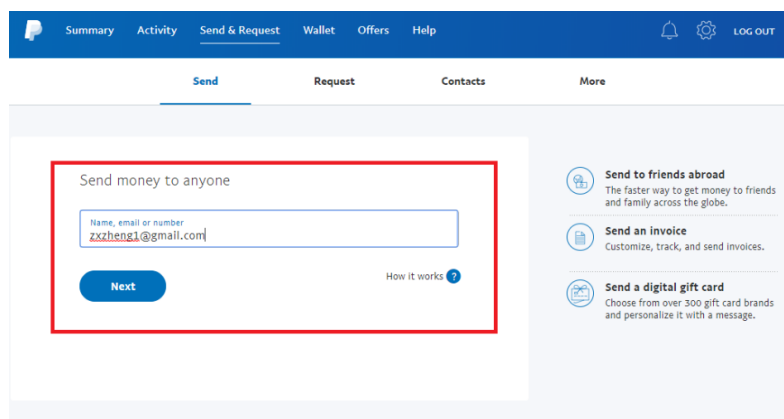 Summary Activity Send & Request Wallet Offers Help LOG OUT
Send Request Contacts More
Send money to anyone
Name, email or number
zxzheng1@gmail.com
How it works ?
Next
Send to friends abroad
The faster way to get money to friends
and family across the globe.
Send an invoice
Customize, track, and send invoices.
Send a digital gift card
Choose from over 300 gift card brands
and personalize it with a message.